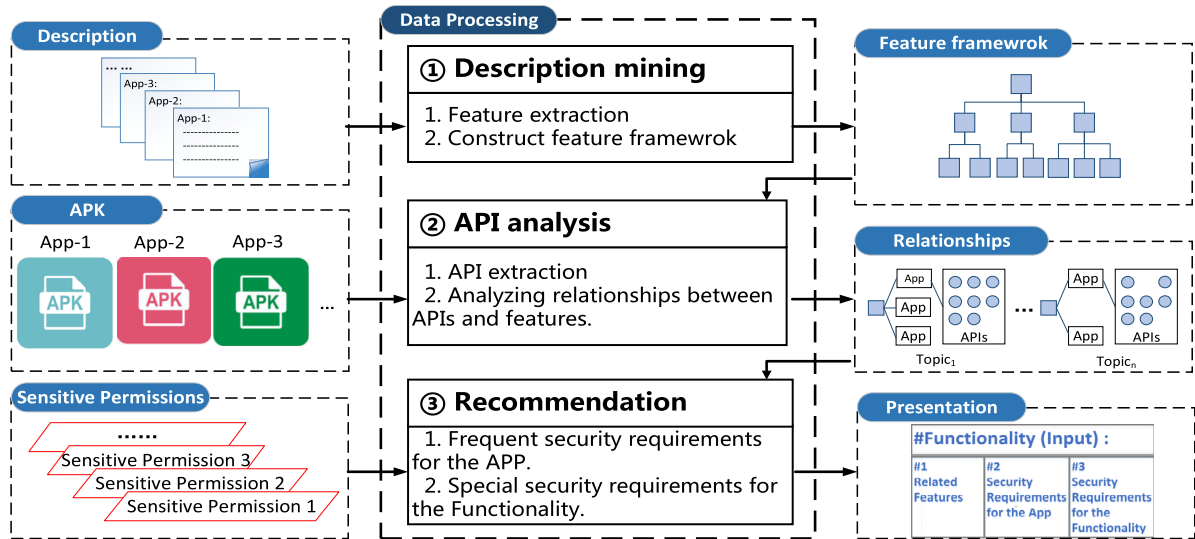 Description
... ...
App-3:
App-2:
App-1:
APK
App-1
App-2
App-3
APK
APK
APK
...
Sensitive Permissions
......
Sensitive Permission 3
Sensitive Permission 2
Sensitive Permission 1
Data Processing
① Description mining
1. Feature extraction
2. Construct feature framewrok
② API analysis
1. API extraction
2. Analyzing relationships between
APIs and features.
③ Recommendation
1. Frequent security requirements
for the APP.
2. Special security requirements for
the Functionality.
Feature framewrok
Relationships
App
App
App
APIs
Topic₁
...
App
App
APIs
Topicₙ
Presentation
#Functionality (Input) :
#1
Related
Features
#2
Security
Requirements
for the App
#3
Security
Requirements
for the
Functionality